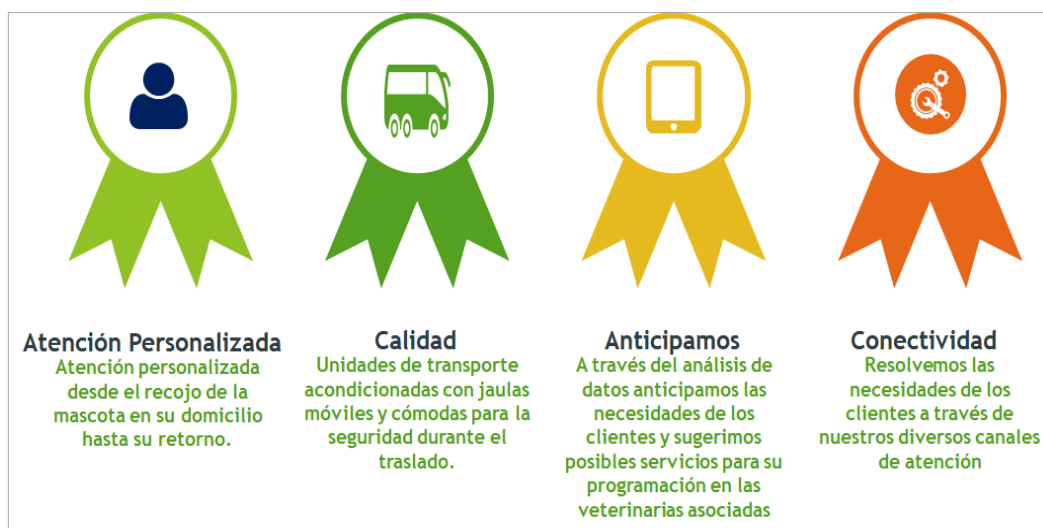 Atención Personalizada
Atención personalizada
desde el recojo de la
mascota en su domicilio
hasta su retorno.
Calidad
Unidades de transporte
acondicionadas con jaulas
móviles y cómodas para la
seguridad durante el
traslado.
Anticipamos
A través del análisis de
datos anticipamos las
necesidades de los
clientes y sugerimos
posibles servicios para su
programación en las
veterinarias asociadas
Conectividad
Resolvemos las
necesidades de los
clientes a través de
nuestros diversos canales
de atención